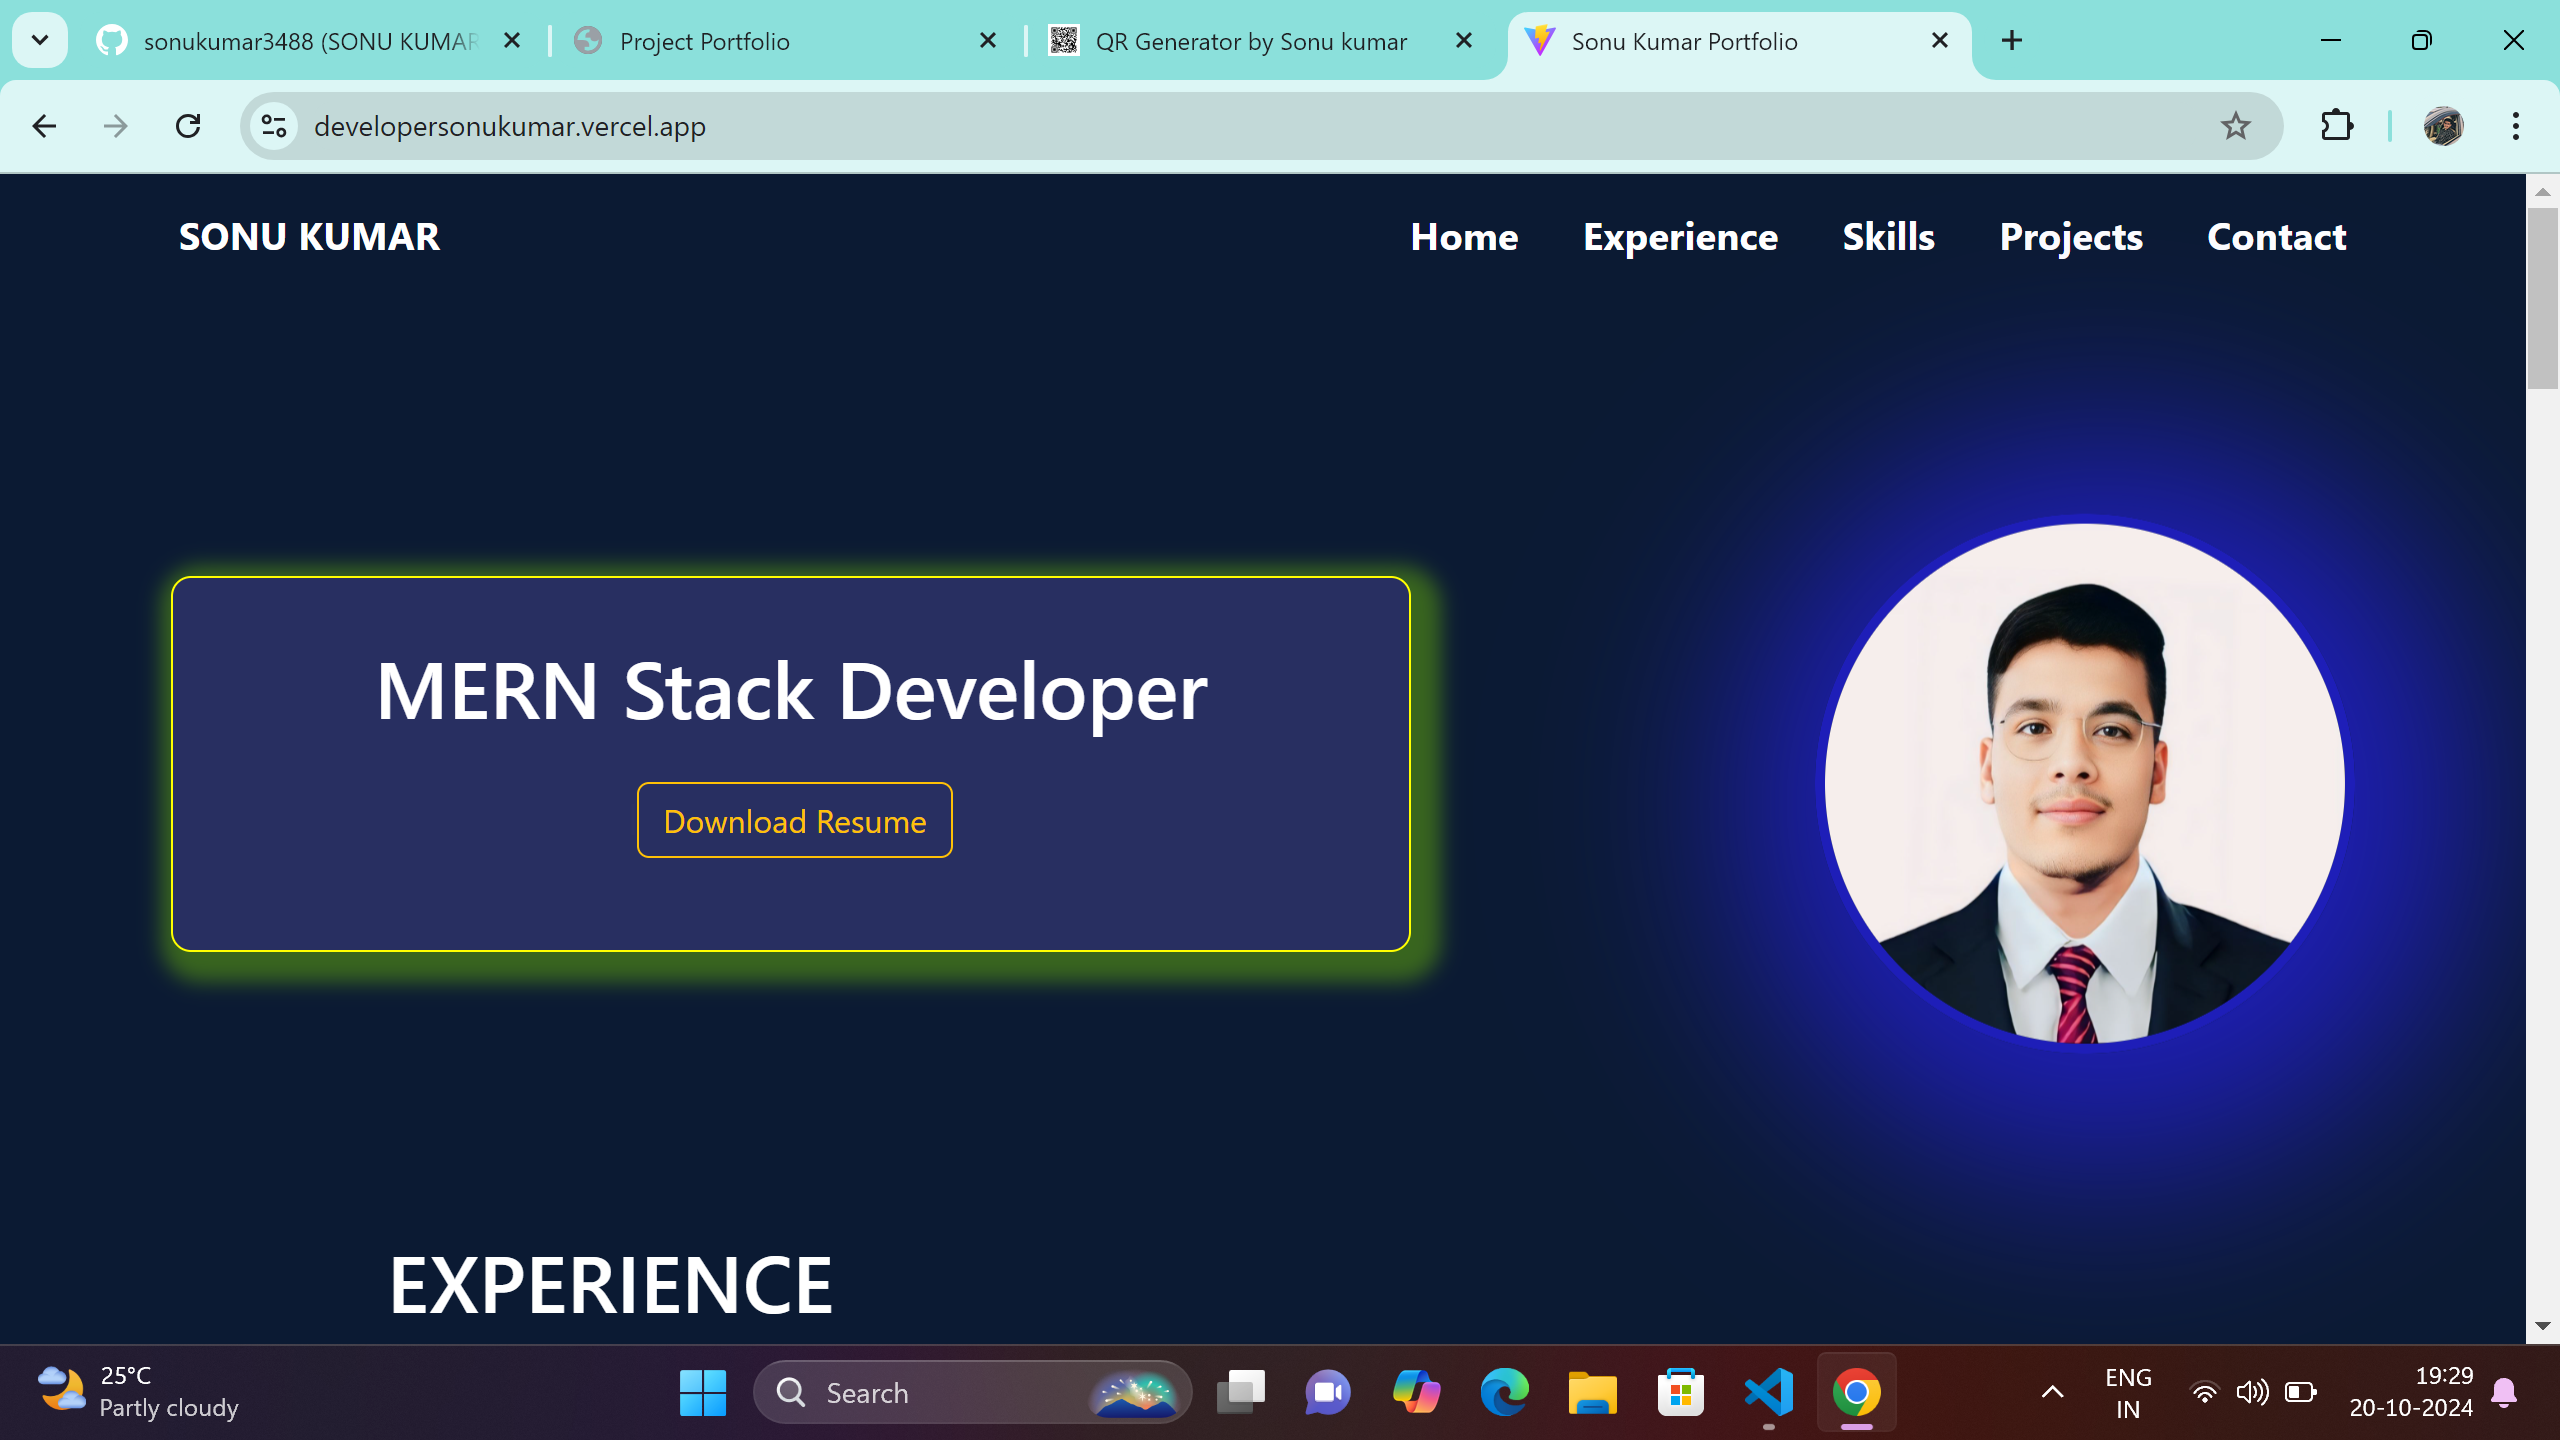 sonukumar3488 (SONU KUMAR
Project Portfolio
QR Generator by Sonu kumar
Sonu Kumar Portfolio
developersonukumar.vercel.app
SONU KUMAR
Home
Experience
Skills
Projects
Contact
MERN Stack Developer
Download Resume
EXPERIENCE
25°C
Partly cloudy
Search
ENG
IN
19:29
20-10-2024